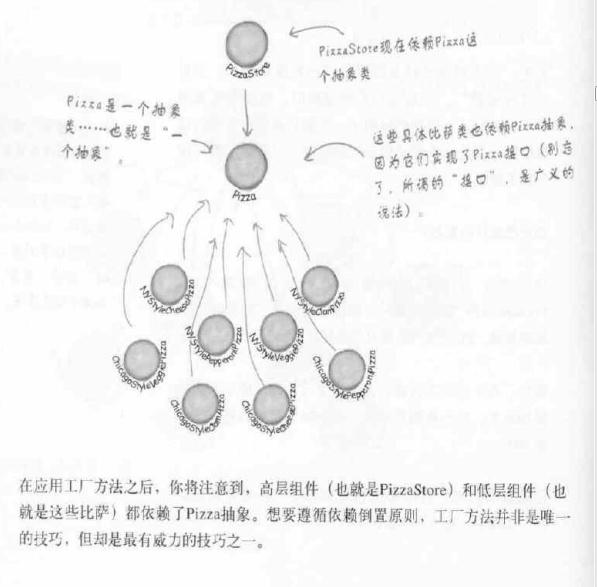 PizzaStore
PizzaStore现在依赖Pizza这
个抽象类
Pizza是一个抽象
类……也就是“一
个抽象”。
Pizza
这些具体比萨类也依赖Pizza抽象，
因为它们实现了Pizza接口（别忘
了，所谓的“接口”，是广义的
说法）。
NYStyleCheesePizza
NYStyleClamPizza
NYStylePepperoniPizza
NYStyleVeggiePizza
ChicagoStyleVeggiePizza
ChicagoStylePepperoniPizza
ChicagoStyleClamPizza
ChicagoStyleCheesePizza
在应用工厂方法之后，你将注意到，高层组件（也就是PizzaStore）和低层组件（也
就是这些比萨）都依赖了Pizza抽象。想要遵循依赖倒置原则，工厂方法并非是唯一
的技巧，但却是最有威力的技巧之一。